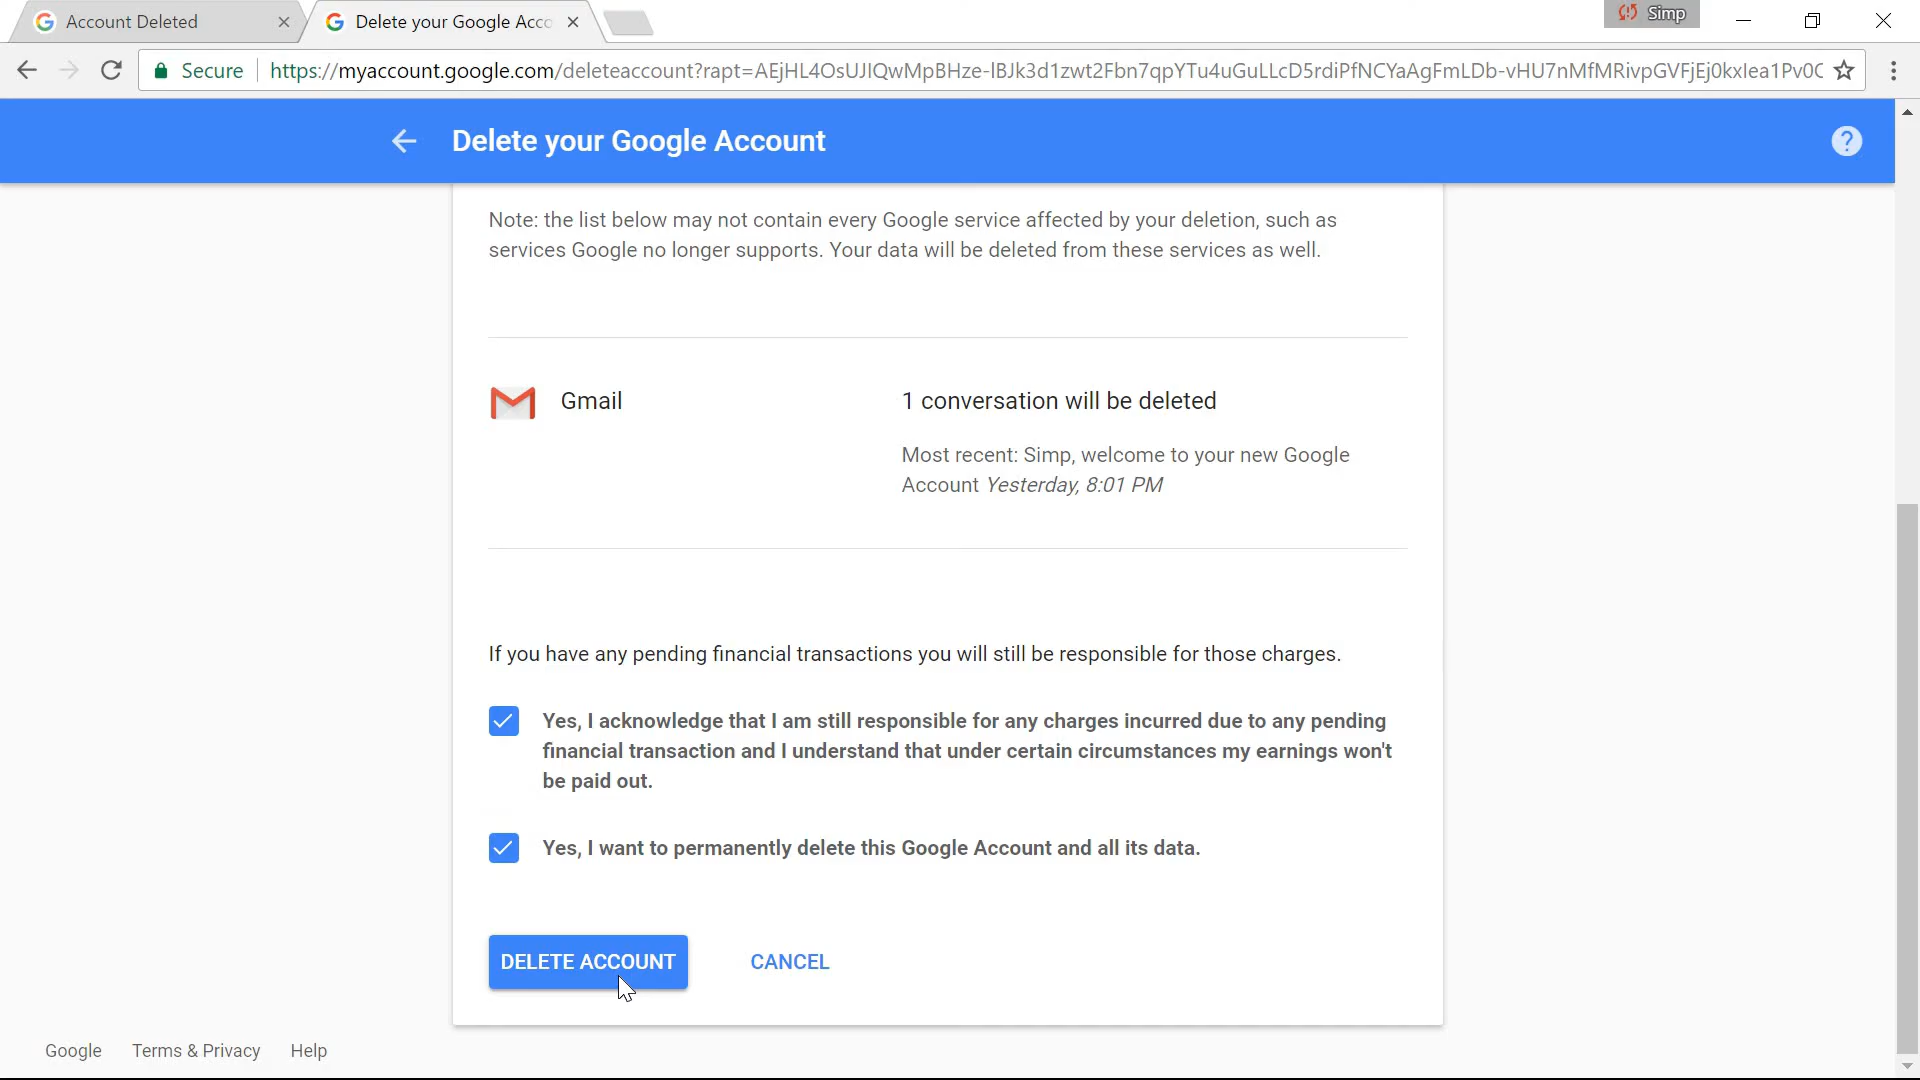 Account Deleted
Delete your Google Acco
Simp
Secure
https://myaccount.google.com/deleteaccount?rapt=AEjHL4OsUJIQwMpBHze-IBJk3d1zwt2Fbn7qpYTu4uGuLLcD5rdiPfNCYaAgFmLDb-vHU7nMfMRivpGVFjEj0kxIea1Pv0C
Delete your Google Account
?
Note: the list below may not contain every Google service affected by your deletion, such as
services Google no longer supports. Your data will be deleted from these services as well.
Gmail
1 conversation will be deleted
Most recent: Simp, welcome to your new Google
Account Yesterday, 8:01 PM
If you have any pending financial transactions you will still be responsible for those charges.
Yes, I acknowledge that I am still responsible for any charges incurred due to any pending
financial transaction and I understand that under certain circumstances my earnings won't
be paid out.
Yes, I want to permanently delete this Google Account and all its data.
DELETE ACCOUNT
CANCEL
Google
Terms & Privacy
Help